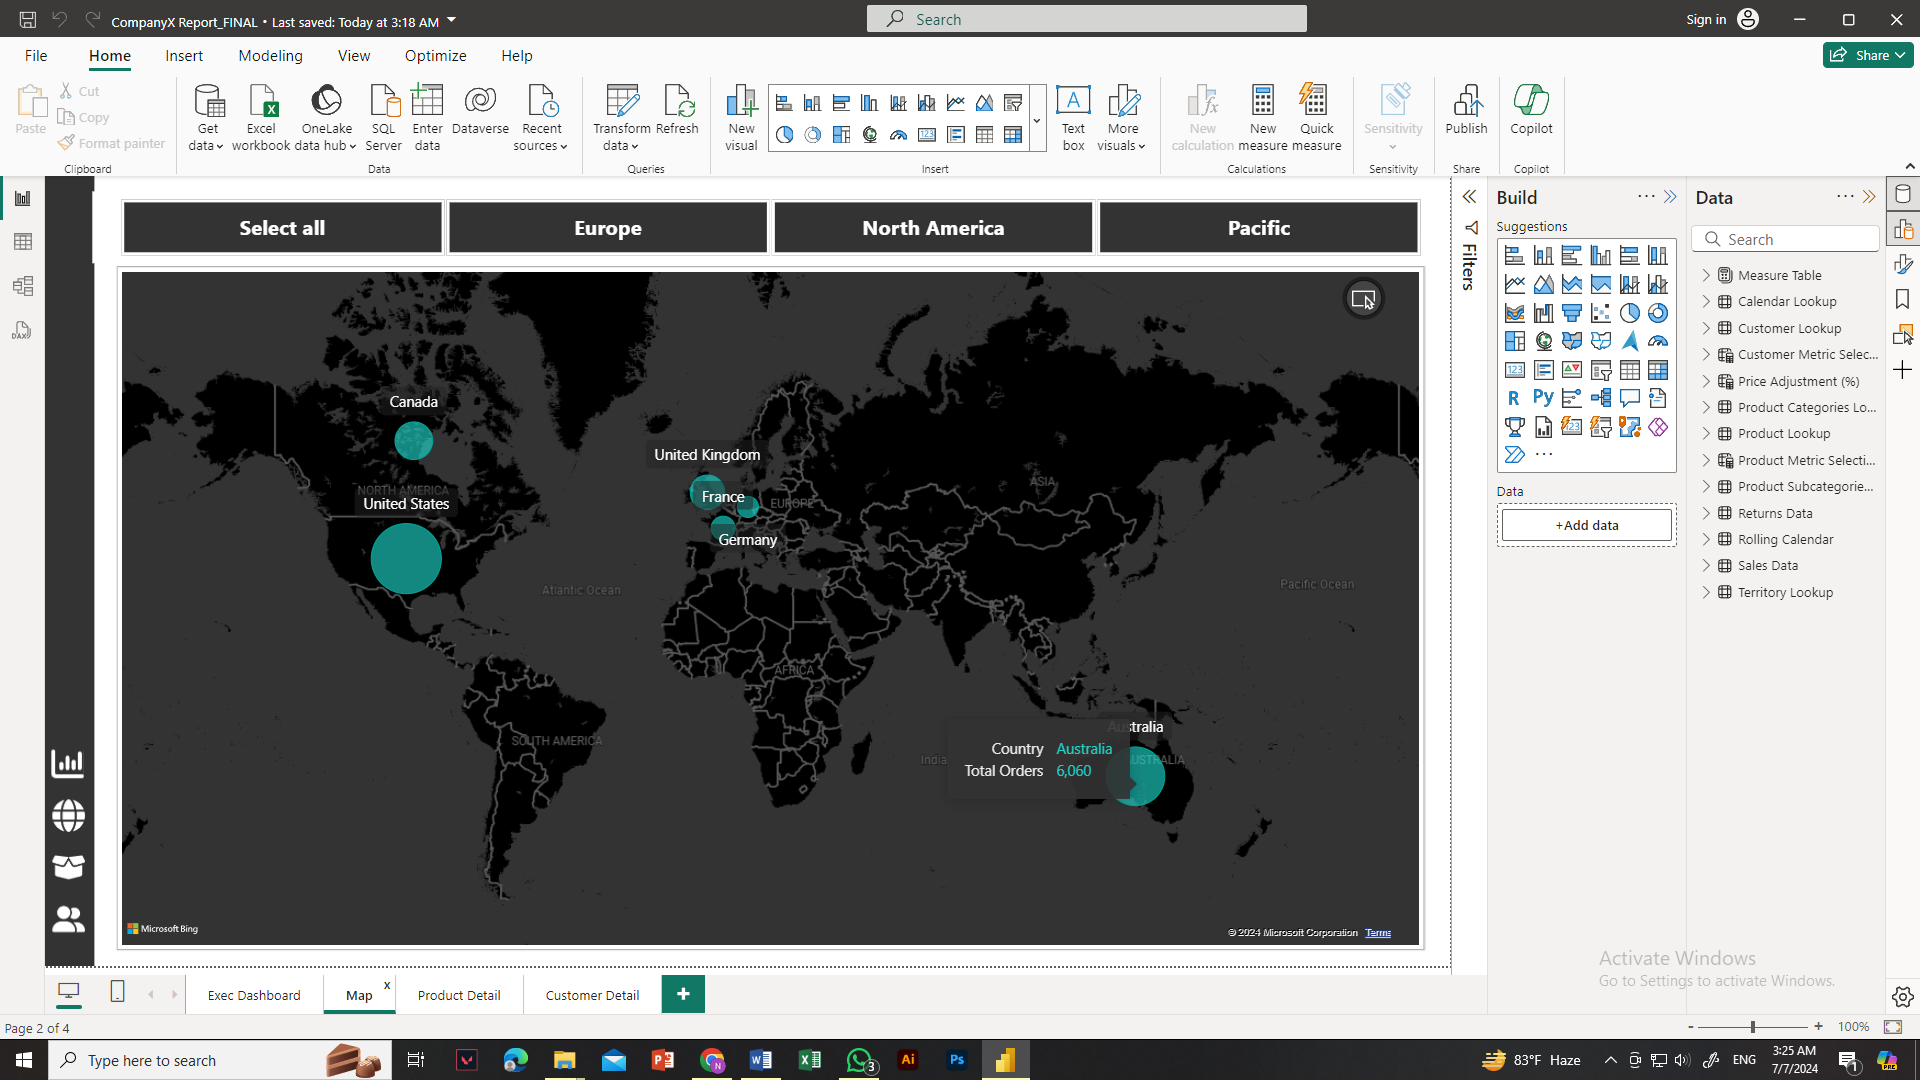 CompanyX Report_FINAL • Last saved: Today at 3:18 AM
Search
Sign in
File
Home
Insert
Modeling
View
Optimize
Help
Share
Paste
Cut
Copy
Format painter
Clipboard
Get data
Excel workbook
OneLake data hub
SQL Server
Enter data
Dataverse
Recent sources
Data
Transform data
Refresh
Queries
New visual
Text box
More visuals
Insert
New calculation
New measure
Quick measure
Calculations
Sensitivity
Sensitivity
Publish
Share
Copilot
Copilot
Select all
Europe
North America
Pacific
Canada
NORTH AMERICA
United States
United Kingdom
France
EUROPE
Germany
ASIA
Atlantic Ocean
Pacific Ocean
AFRICA
SOUTH AMERICA
India
Australia
AUSTRALIA
Country Australia
Total Orders 6,060
Microsoft Bing
© 2024 Microsoft Corporation Terms
Filters
Build
Suggestions
123
R
Py
123
Data
+Add data
Data
Search
Measure Table
Calendar Lookup
Customer Lookup
Customer Metric Selec...
Price Adjustment (%)
Product Categories Lo...
Product Lookup
Product Metric Selecti...
Product Subcategorie...
Returns Data
Rolling Calendar
Sales Data
Territory Lookup
Activate Windows
Go to Settings to activate Windows.
Exec Dashboard
Map
x
Product Detail
Customer Detail
+
Page 2 of 4
- + 100%
Type here to search
3
Ai
Ps
83°F Haze
ENG
3:25 AM
7/7/2024
1